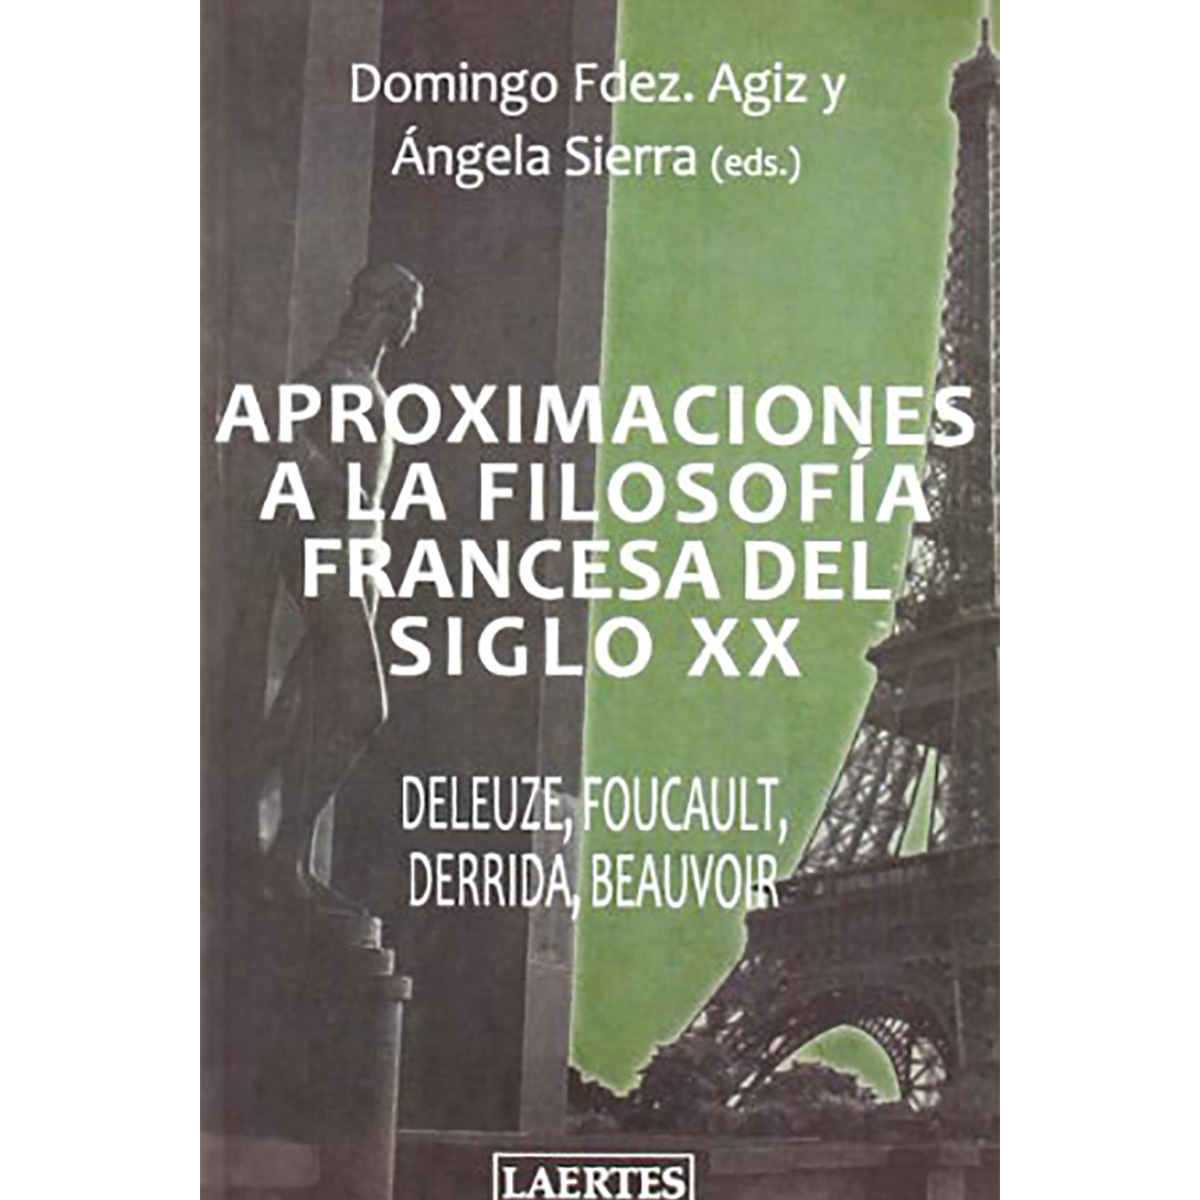 Domingo Fdez. Agiz y
Ángela Sierra (eds.)
APROXIMACIONES
A LA FILOSOFÍA
FRANCESA DEL
SIGLO XX
DELEUZE, FOUCAULT,
DERRIDA, BEAUVOIR
LAERTES